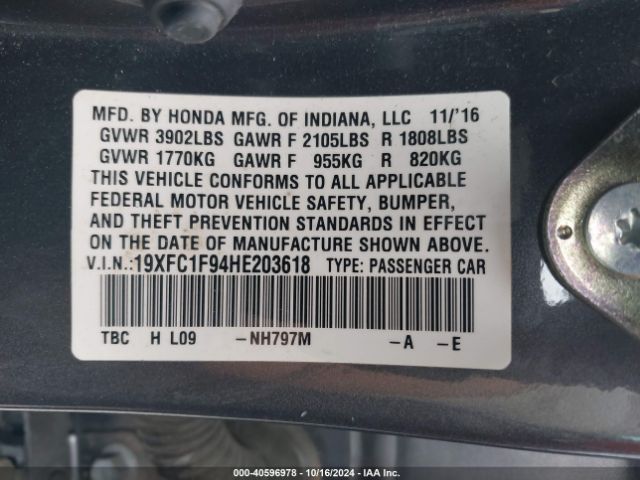 MFD. BY HONDA MFG. OF INDIANA, LLC 11/'16
GVWR 3902LBS GAWR F 2105LBS R 1808LBS
GVWR 1770KG GAWR F 955KG R 820KG
THIS VEHICLE CONFORMS TO ALL APPLICABLE
FEDERAL MOTOR VEHICLE SAFETY, BUMPER,
AND THEFT PREVENTION STANDARDS IN EFFECT
ON THE DATE OF MANUFACTURE SHOWN ABOVE.
V.I.N.:19XFC1F94HE203618 TYPE: PASSENGER CAR
TBC H L09 -NH797M -A -E
000-40596978 | 10/16/2024 | IAA Inc.